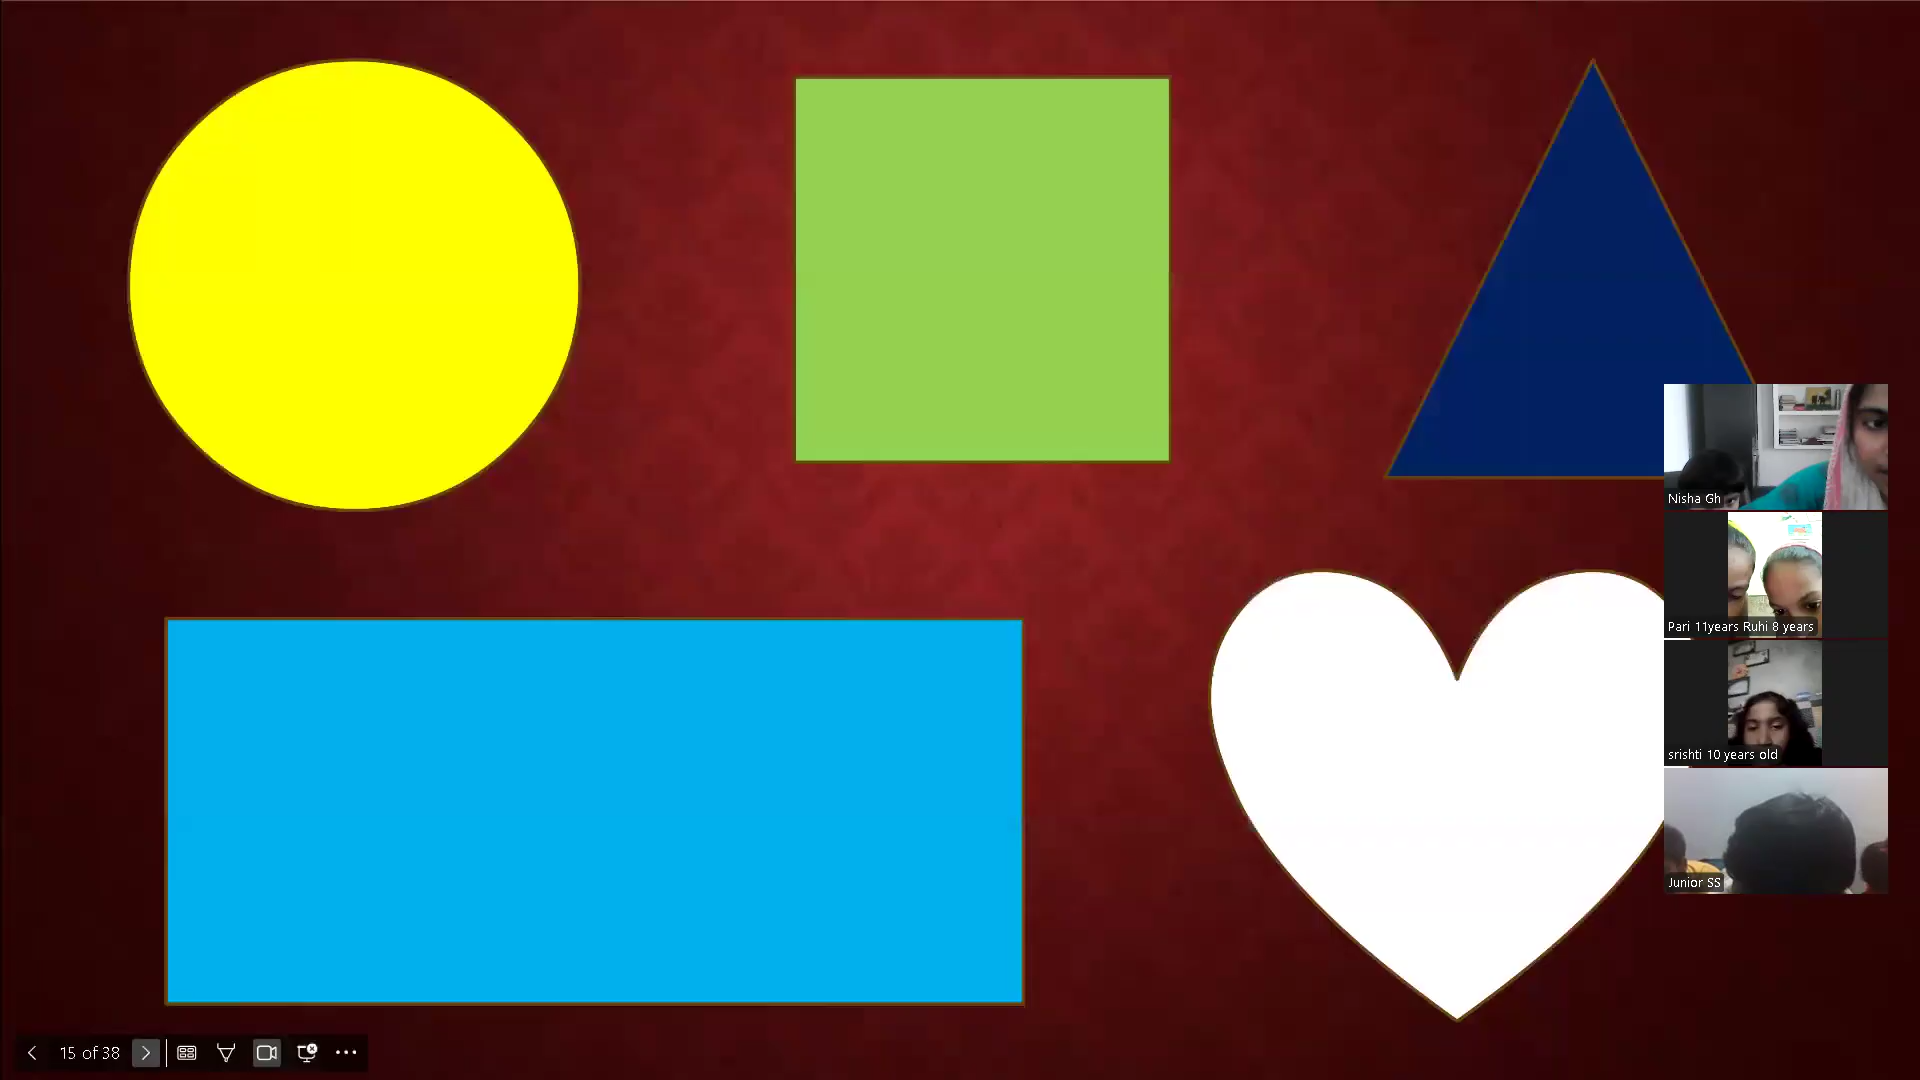 Nisha Gh
Pari 11years Ruhi 8 years
srishti 10 years old
Junior SS
15 of 38